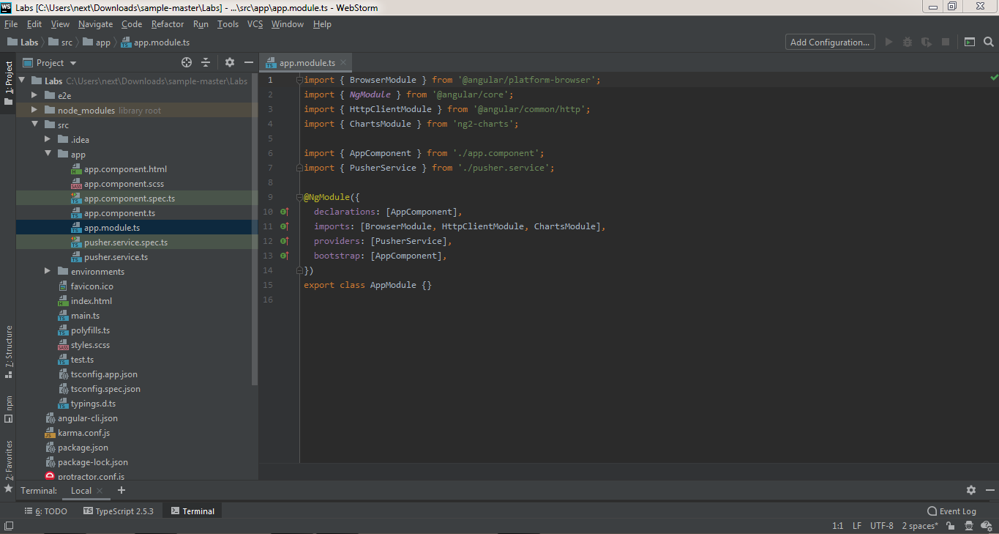 WS Labs [C:\Users\next\Downloads\sample-master\Labs] - ...\src\app\app.module.ts - WebStorm
File Edit View Navigate Code Refactor Run Tools VCS Window Help
Labs src app app.module.ts Add Configuration...
1: Project
Project
Labs C:\Users\next\Downloads\sample-master\Labs
e2e
node_modules library root
src
.idea
app
app.component.html
app.component.scss
app.component.spec.ts
app.component.ts
app.module.ts
pusher.service.spec.ts
pusher.service.ts
environments
favicon.ico
index.html
main.ts
polyfills.ts
styles.scss
test.ts
tsconfig.app.json
tsconfig.spec.json
typings.d.ts
angular-cli.json
karma.conf.js
package.json
package-lock.json
protractor.conf.js
7: Structure
npm
2: Favorites
app.module.ts
1 import { BrowserModule } from '@angular/platform-browser';
2 import { NgModule } from '@angular/core';
3 import { HttpClientModule } from '@angular/common/http';
4 import { ChartsModule } from 'ng2-charts';
5
6 import { AppComponent } from './app.component';
7 import { PusherService } from './pusher.service';
8
9 @NgModule({
10 declarations: [AppComponent],
11 imports: [BrowserModule, HttpClientModule, ChartsModule],
12 providers: [PusherService],
13 bootstrap: [AppComponent],
14 })
15 export class AppModule {}
16
Terminal: Local
6: TODO TypeScript 2.5.3 Terminal Event Log
1:1 LF UTF-8 2 spaces*